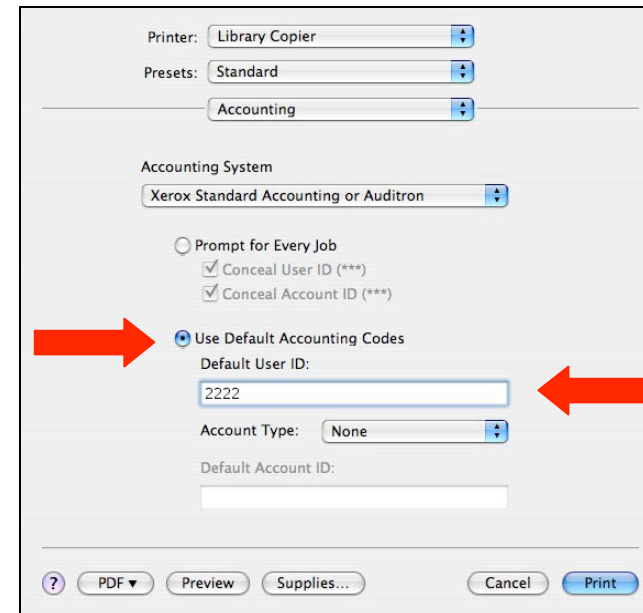 Printer: Library Copier
Presets: Standard
Accounting
Accounting System
Xerox Standard Accounting or Auditron
Prompt for Every Job
Conceal User ID (***)
Conceal Account ID (***)
Use Default Accounting Codes
Default User ID:
2222
Account Type: None
Default Account ID:
? PDF ▼ Preview Supplies... Cancel Print